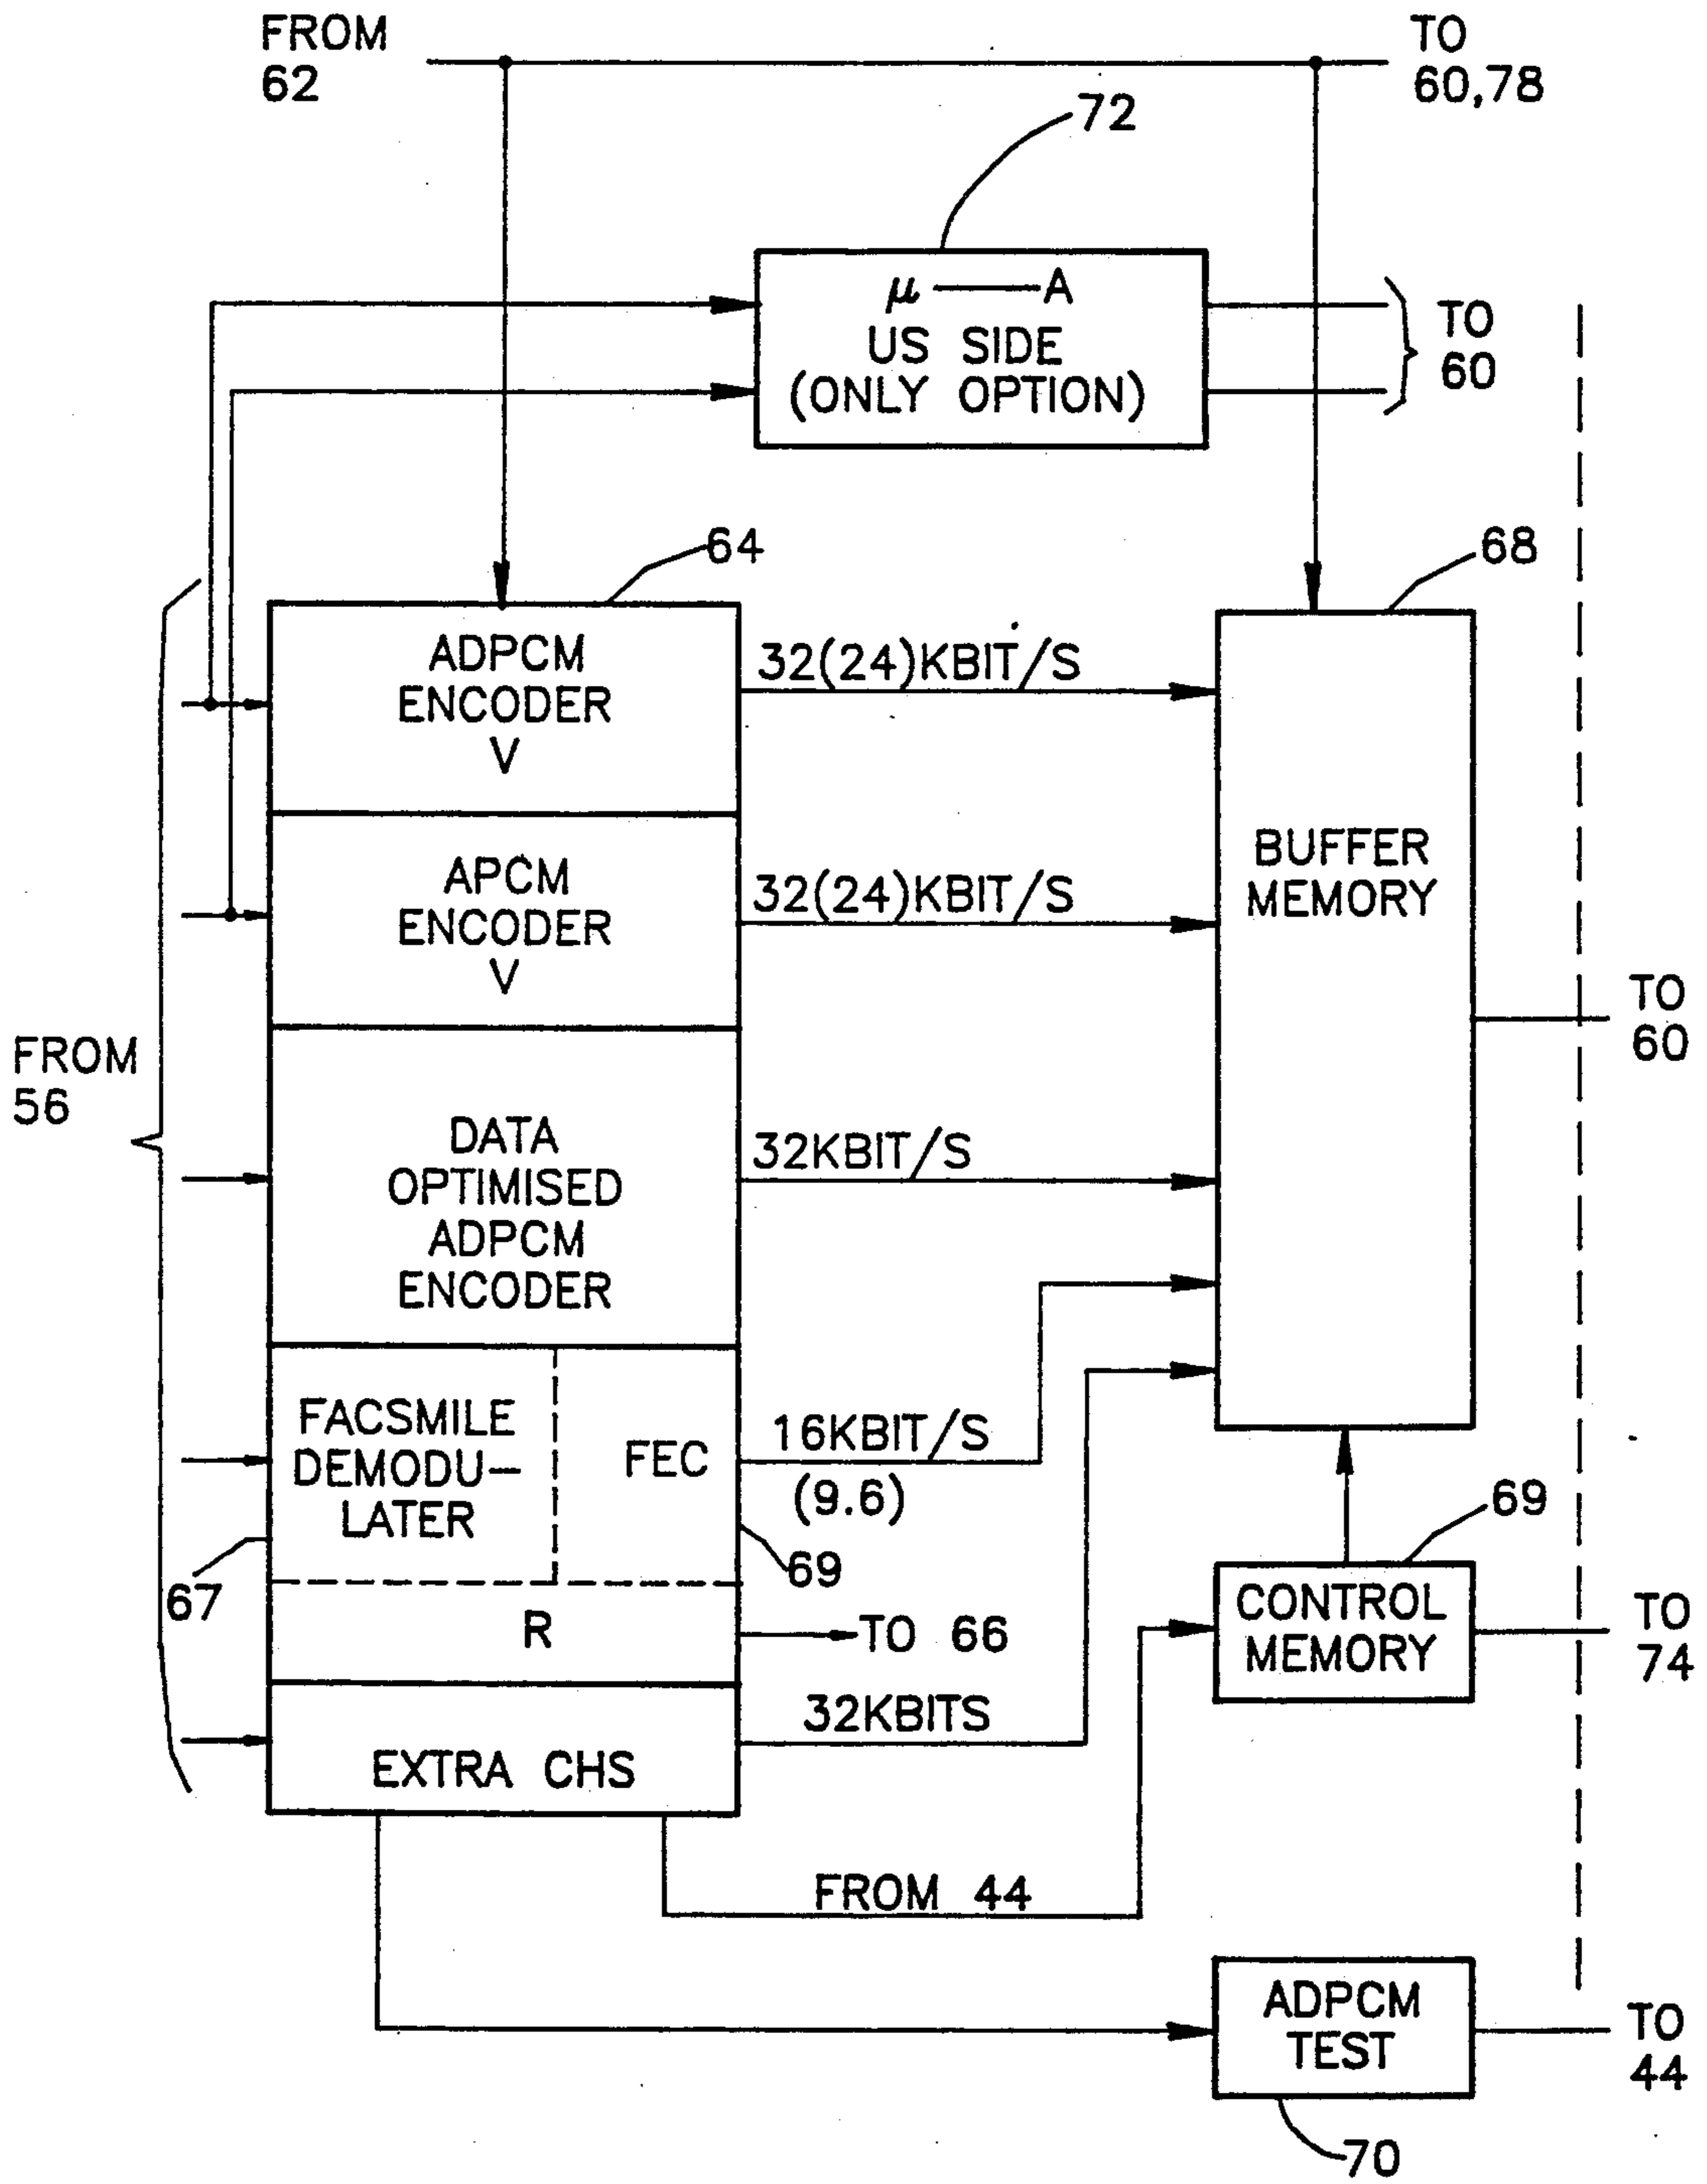 FROM
62
TO
60,78
72
μ — A
US SIDE
(ONLY OPTION)
TO
60
64
68
ADPCM
ENCODER
V
32(24)KBIT/S
APCM
ENCODER
V
32(24)KBIT/S
BUFFER
MEMORY
TO
60
FROM
56
DATA
OPTIMISED
ADPCM
ENCODER
32KBIT/S
FACSMILE
DEMODU-
LATER
FEC
16KBIT/S
(9.6)
67
69
69
R
TO 66
CONTROL
MEMORY
TO
74
EXTRA CHS
32KBITS
FROM 44
ADPCM
TEST
TO
44
70